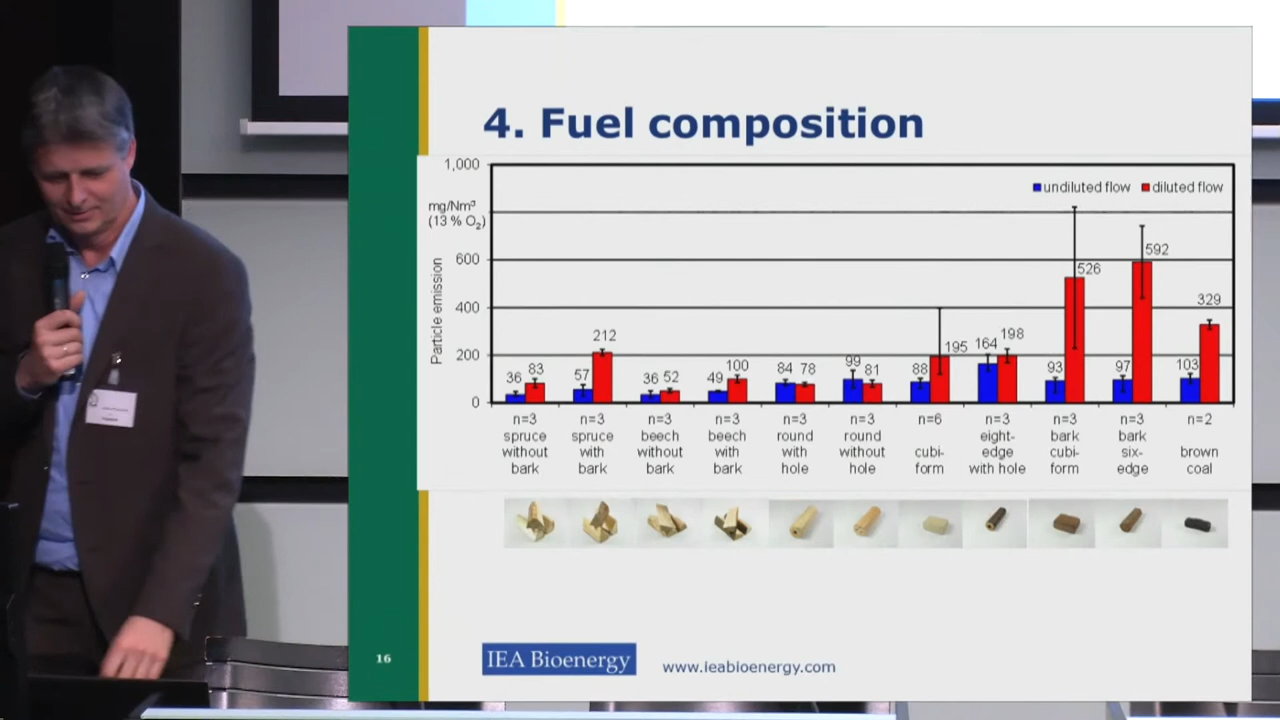 4. Fuel composition
1,000
mg/Nm³
(13 % O₂)
600
400
200
0
Particle emission
undiluted flow
diluted flow
36 83 57 212 36 52 49 100 84 78 99 81 88 195 164 198 93 526 97 592 103 329
n=3 n=3 n=3 n=3 n=3 n=3 n=6 n=3 n=3 n=3 n=2
spruce without bark
spruce with bark
beech without bark
beech with bark
round with hole
round without hole
cubi-form
eight-edge with hole
bark cubi-form
bark six-edge
brown coal
16
IEA Bioenergy
www.ieabioenergy.com